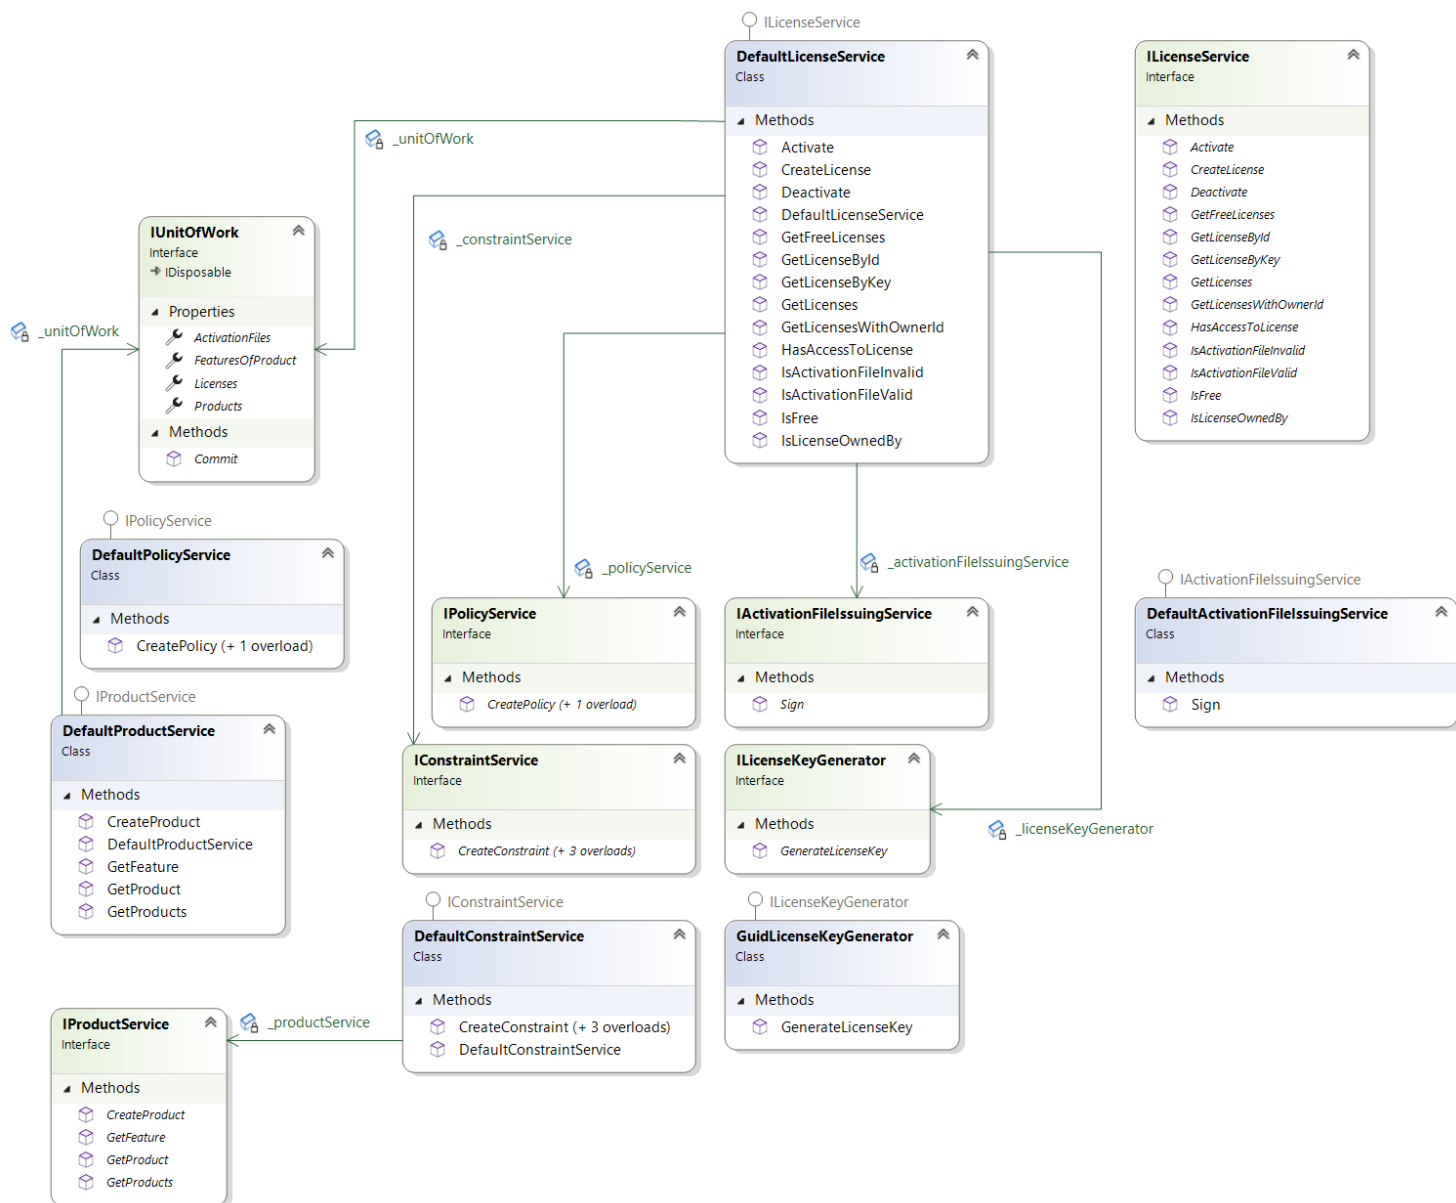 ILicenseService
DefaultLicenseService
Class
Methods
Activate
CreateLicense
Deactivate
DefaultLicenseService
GetFreeLicenses
GetLicenseById
GetLicenseByKey
GetLicenses
GetLicensesWithOwnerId
HasAccessToLicense
IsActivationFileInvalid
IsActivationFileValid
IsFree
IsLicenseOwnedBy
ILicenseService
Interface
Methods
Activate
CreateLicense
Deactivate
GetFreeLicenses
GetLicenseById
GetLicenseByKey
GetLicenses
GetLicensesWithOwnerId
HasAccessToLicense
IsActivationFileInvalid
IsActivationFileValid
IsFree
IsLicenseOwnedBy
_unitOfWork
_constraintService
IUnitOfWork
Interface
IDisposable
Properties
ActivationFiles
FeaturesOfProduct
Licenses
Products
Methods
Commit
_unitOfWork
IPolicyService
DefaultPolicyService
Class
Methods
CreatePolicy (+ 1 overload)
_policyService
_activationFileIssuingService
IPolicyService
Interface
Methods
CreatePolicy (+ 1 overload)
IActivationFileIssuingService
Interface
Methods
Sign
IActivationFileIssuingService
DefaultActivationFileIssuingService
Class
Methods
Sign
IProductService
DefaultProductService
Class
Methods
CreateProduct
DefaultProductService
GetFeature
GetProduct
GetProducts
IConstraintService
Interface
Methods
CreateConstraint (+ 3 overloads)
ILicenseKeyGenerator
Interface
Methods
GenerateLicenseKey
_licenseKeyGenerator
IConstraintService
DefaultConstraintService
Class
Methods
CreateConstraint (+ 3 overloads)
DefaultConstraintService
ILicenseKeyGenerator
GuidLicenseKeyGenerator
Class
Methods
GenerateLicenseKey
_productService
IProductService
Interface
Methods
CreateProduct
GetFeature
GetProduct
GetProducts